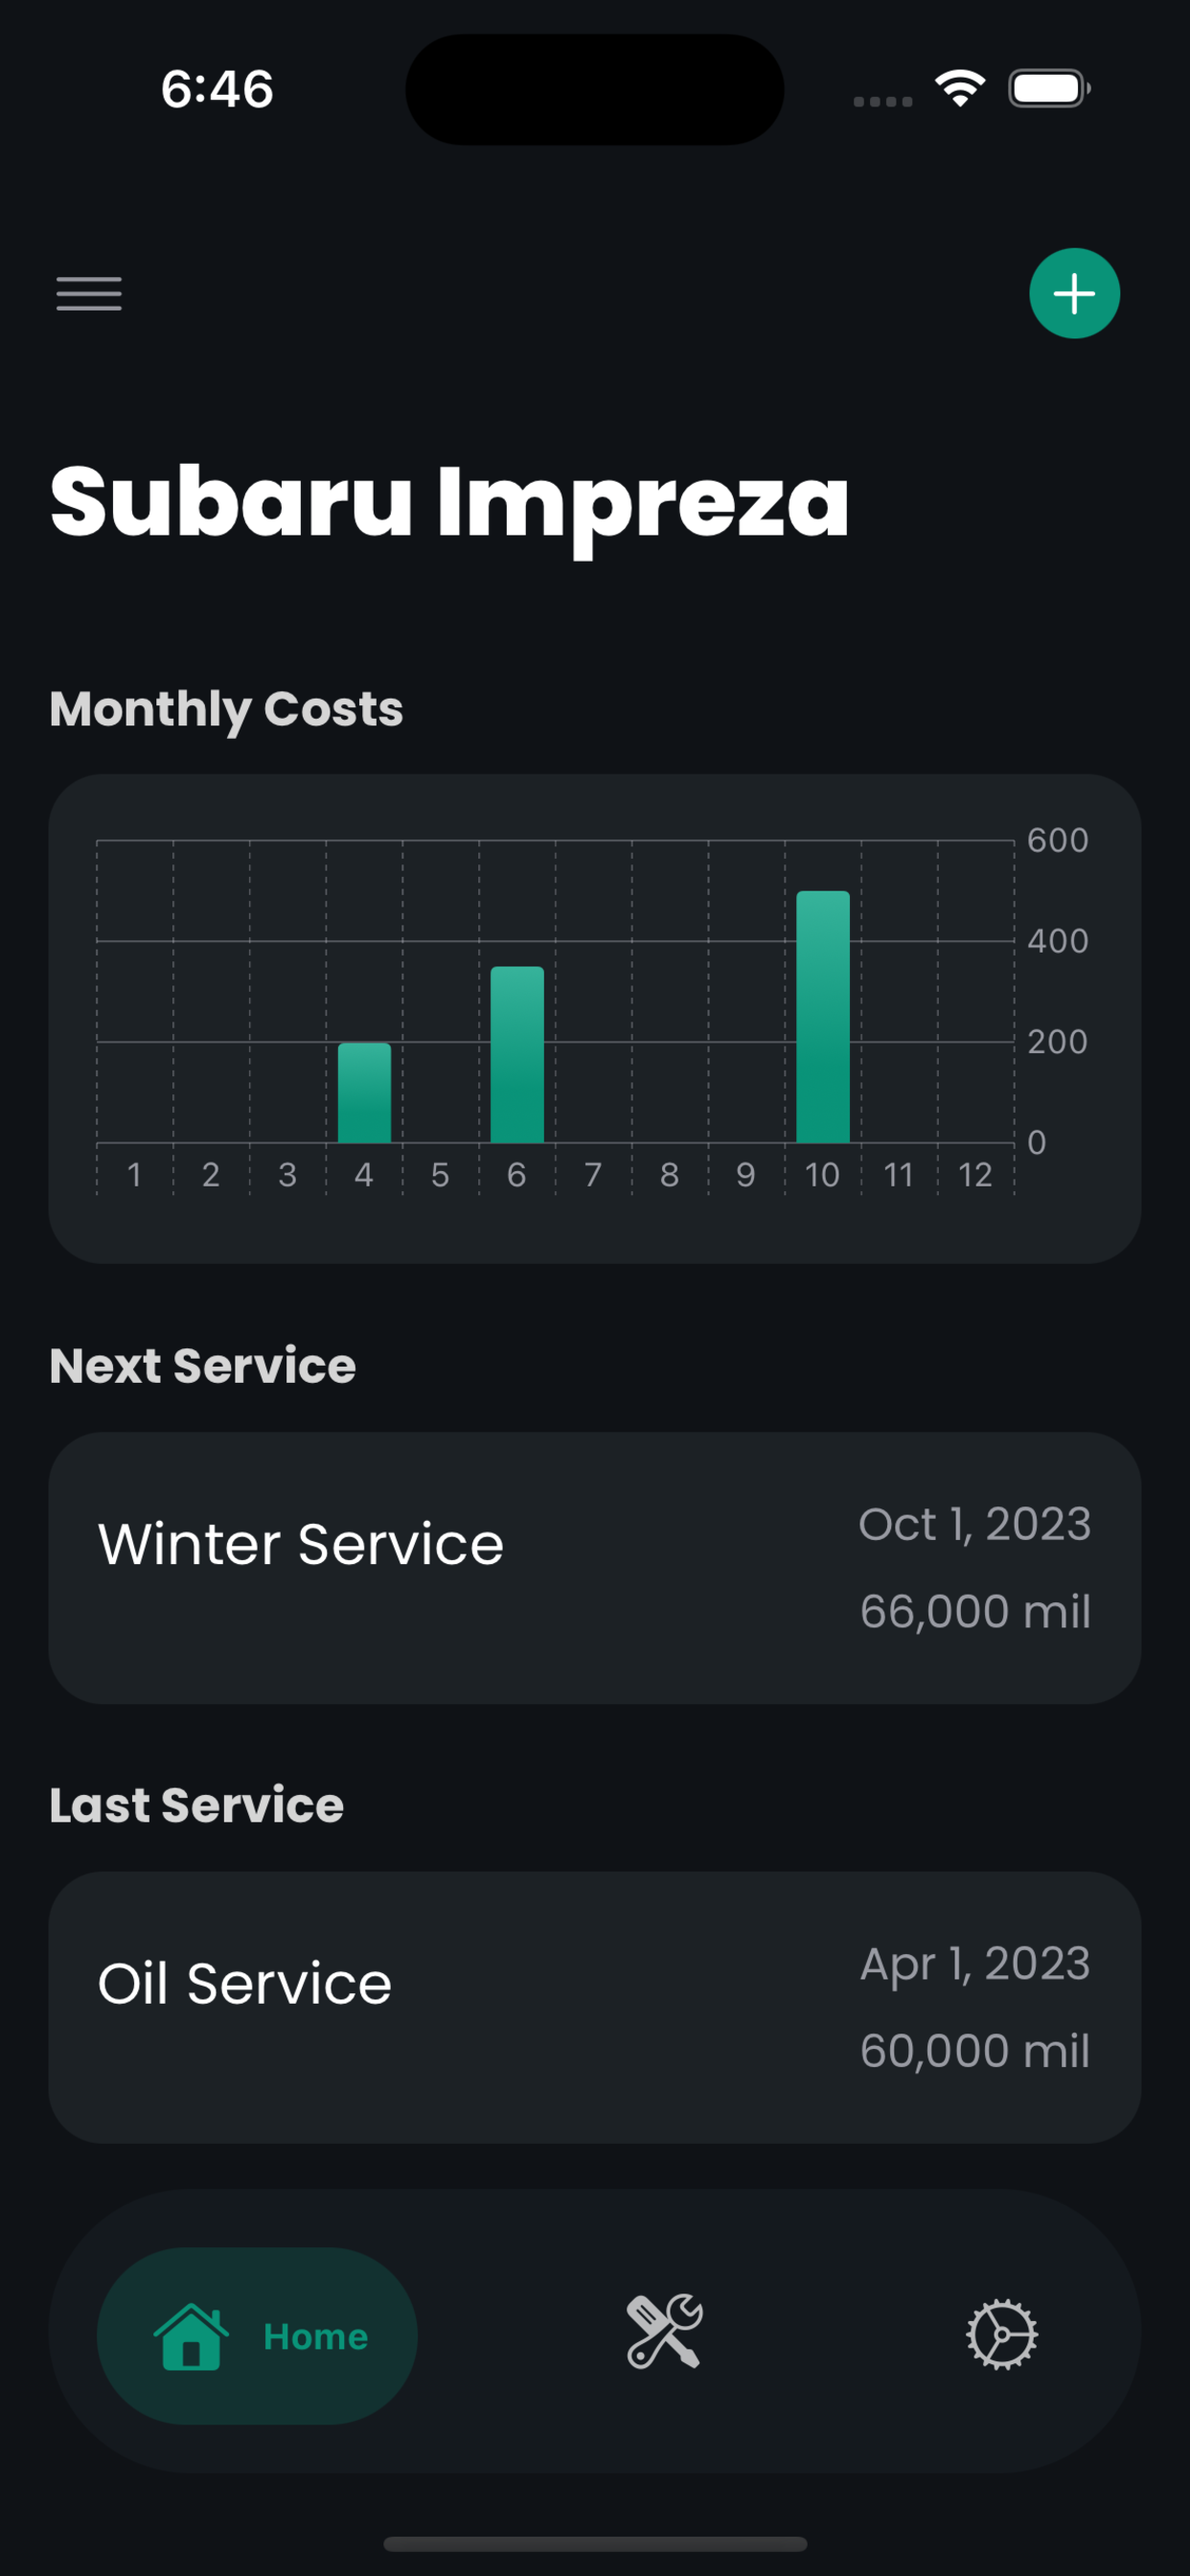 6:46
Subaru Impreza
Monthly Costs
600
400
200
0
1 2 3 4 5 6 7 8 9 10 11 12
Next Service
Winter Service
Oct 1, 2023
66,000 mil
Last Service
Oil Service
Apr 1, 2023
60,000 mil
Home